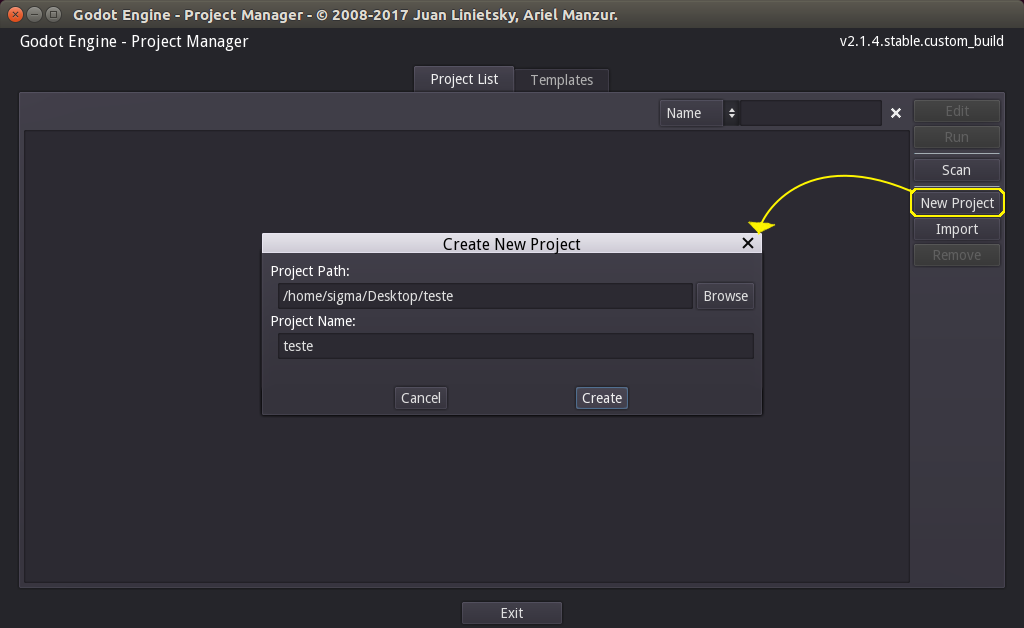 Godot Engine - Project Manager - © 2008-2017 Juan Linietsky, Ariel Manzur.
Godot Engine - Project Manager
v2.1.4.stable.custom_build
Project List
Templates
Name
Edit
Run
Scan
New Project
Import
Remove
Create New Project
Project Path:
/home/sigma/Desktop/teste
Browse
Project Name:
teste
Cancel
Create
Exit